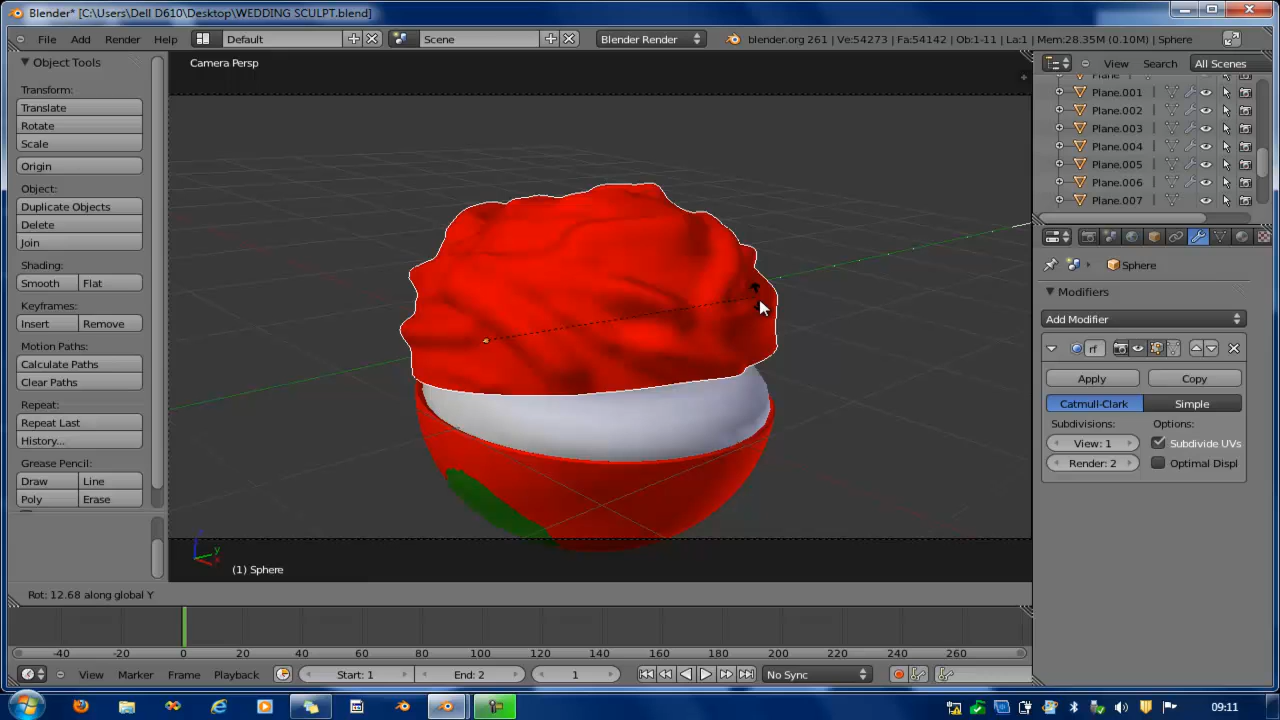 Blender* [C:\Users\Dell D610\Desktop\WEDDING SCULPT.blend]
File Add Render Help Default Scene Blender Render blender.org 261 | Ve:54273 | Fa:54142 | Ob:1-11 | La:1 | Mem:28.35M (0.10M) | Sphere
Object Tools
Camera Persp
View Search All Scenes
Transform:
Translate
Rotate
Scale
Origin
Object:
Duplicate Objects
Delete
Join
Shading:
Smooth Flat
Keyframes:
Insert Remove
Motion Paths:
Calculate Paths
Clear Paths
Repeat:
Repeat Last
History...
Grease Pencil:
Draw Line
Poly Erase
Plane
Plane.001
Plane.002
Plane.003
Plane.004
Plane.005
Plane.006
Plane.007
Sphere
Modifiers
Add Modifier
rf
Apply Copy
Catmull-Clark Simple
Subdivisions: Options:
View: 1 Subdivide UVs
Render: 2 Optimal Displ
z y x
(1) Sphere
Rot: 12.68 along global Y
-40 -20 0 20 40 60 80 100 120 140 160 180 200 220 240 260
View Marker Frame Playback Start: 1 End: 2 1 No Sync
09:11